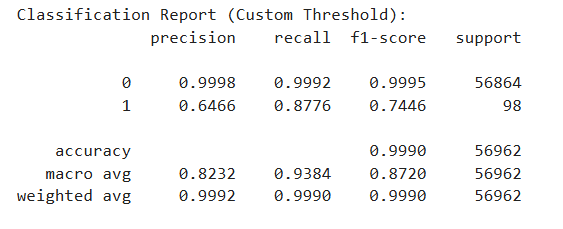 Classification Report (Custom Threshold):
precision recall f1-score support
0 0.9998 0.9992 0.9995 56864
1 0.6466 0.8776 0.7446 98
accuracy 0.9990 56962
macro avg 0.8232 0.9384 0.8720 56962
weighted avg 0.9992 0.9990 0.9990 56962